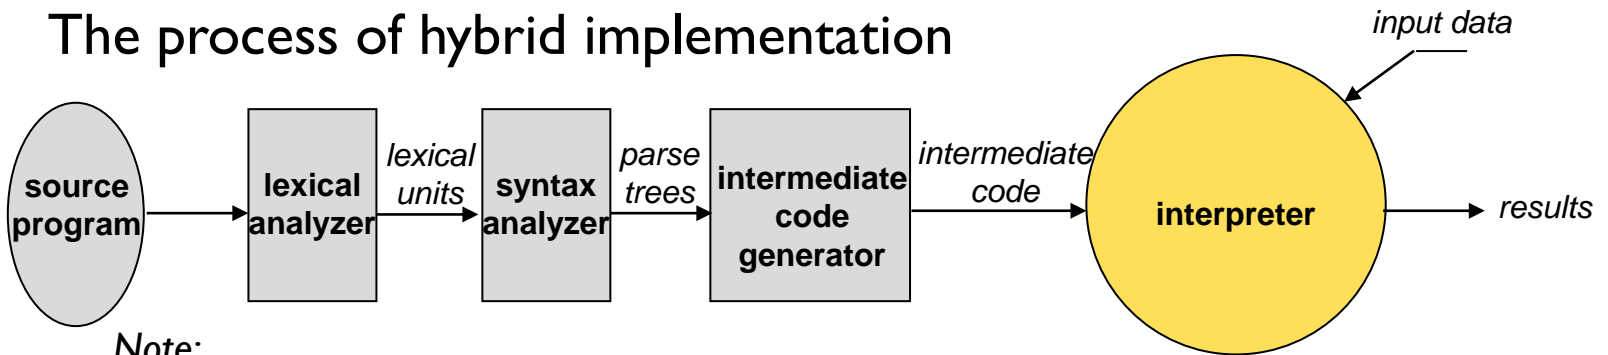 The process of hybrid implementation
input data
source
program
lexical
analyzer
lexical
units
syntax
analyzer
parse
trees
intermediate
code
generator
intermediate
code
interpreter
results
Note: